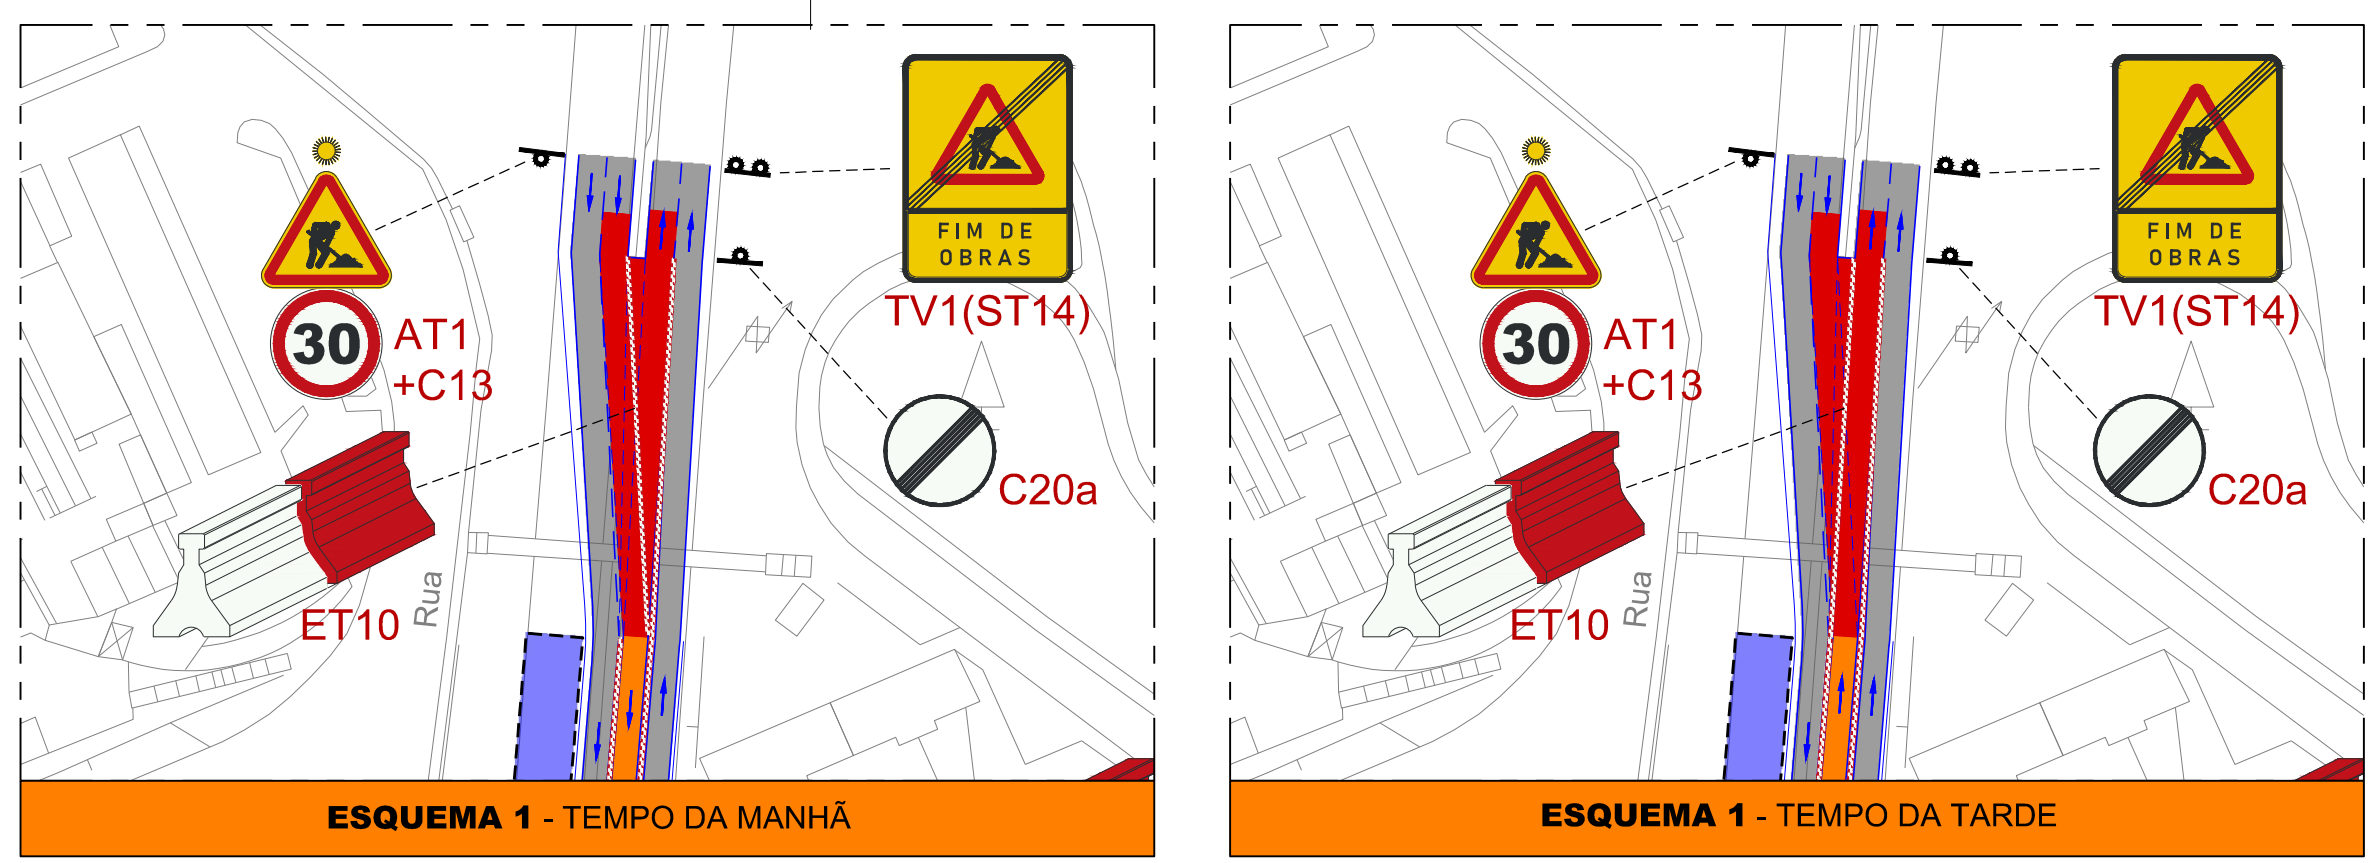 FIM DE
OBRAS
TV1(ST14)
30
AT1
+C13
C20a
ET10
Rua
ESQUEMA 1 - TEMPO DA MANHÃ
FIM DE
OBRAS
TV1(ST14)
30
AT1
+C13
C20a
ET10
Rua
ESQUEMA 1 - TEMPO DA TARDE